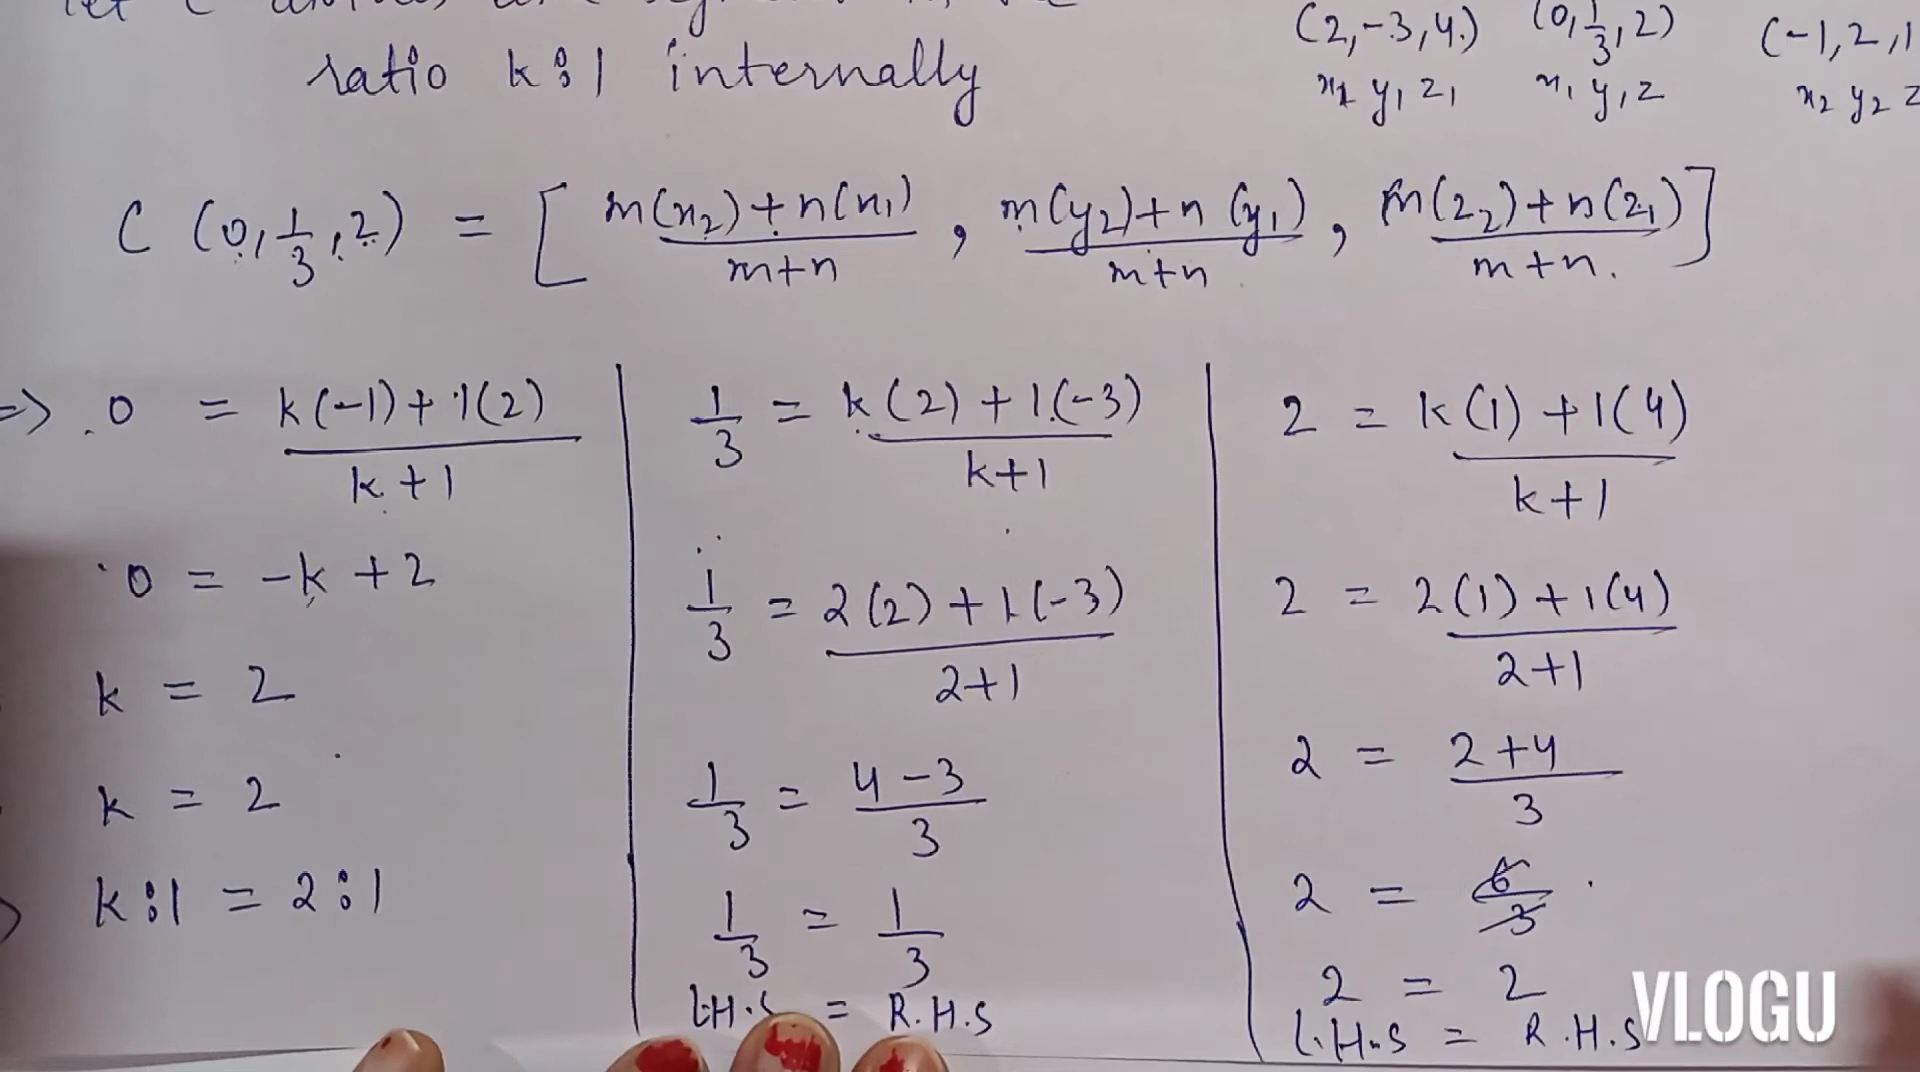 ratio k:1 internally
(2,-3,4) (0,1/3,2) (-1,2,1
x1 y1 z1 x, y, z x2 y2 z
C (0, 1/3, 2) = [ m(x2)+n(x1) / m+n , m(y2)+n(y1) / m+n , m(z2)+n(z1) / m+n. ]
=> 0 = k(-1)+1(2) / k+1
0 = -k+2
k = 2
k = 2
k:1 = 2:1
1/3 = k(2)+1(-3) / k+1
1/3 = 2(2)+1(-3) / 2+1
1/3 = 4-3 / 3
1/3 = 1/3
L.H.S = R.H.S
2 = k(1)+1(4) / k+1
2 = 2(1)+1(4) / 2+1
2 = 2+4 / 3
2 = 6/3
2 = 2
L.H.S = R.H.S
VLOGU